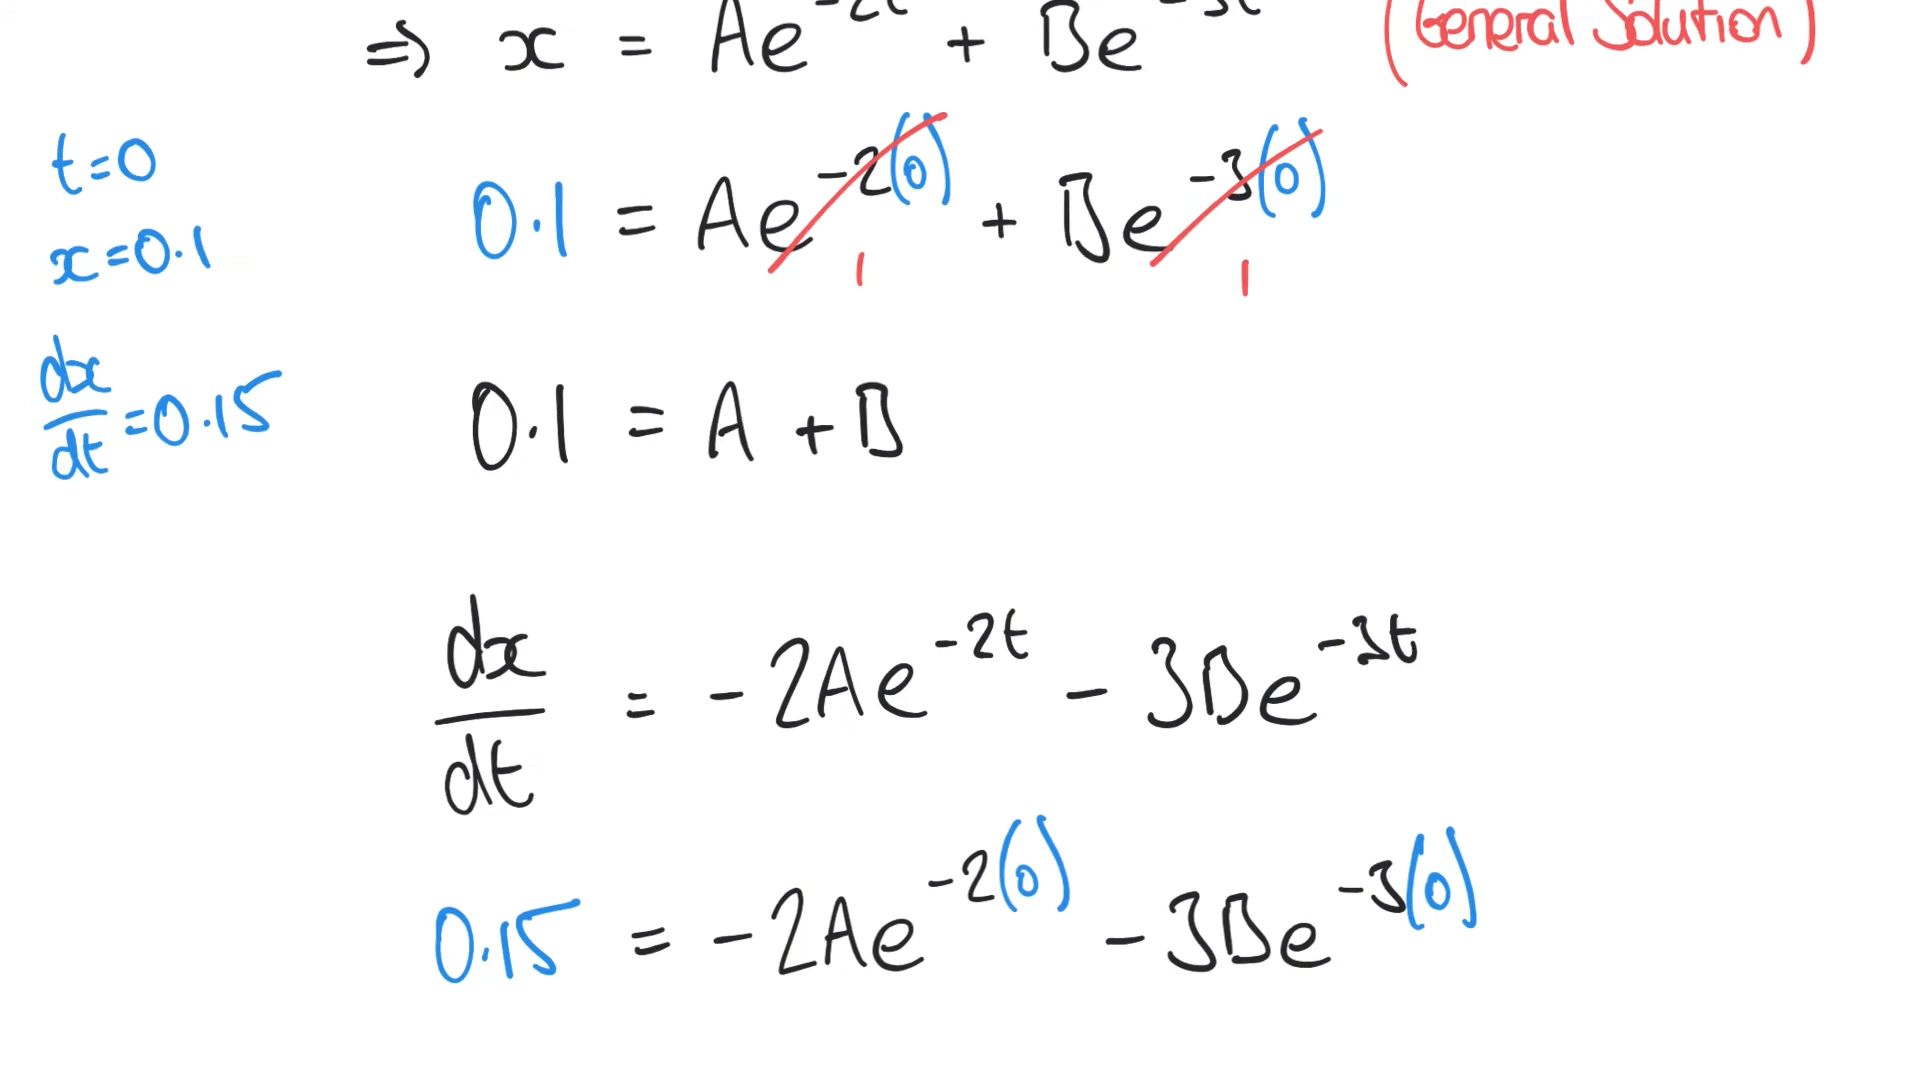 ⇒ x = Ae^{-2t} + Be^{-3t} (General Solution)
t=0
x=0.1
0.1 = Ae^{-2(0)} + Be^{-3(0)}
1 1
dx/dt=0.15
0.1 = A + B
dx/dt = -2Ae^{-2t} - 3Be^{-3t}
0.15 = -2Ae^{-2(0)} - 3Be^{-3(0)}